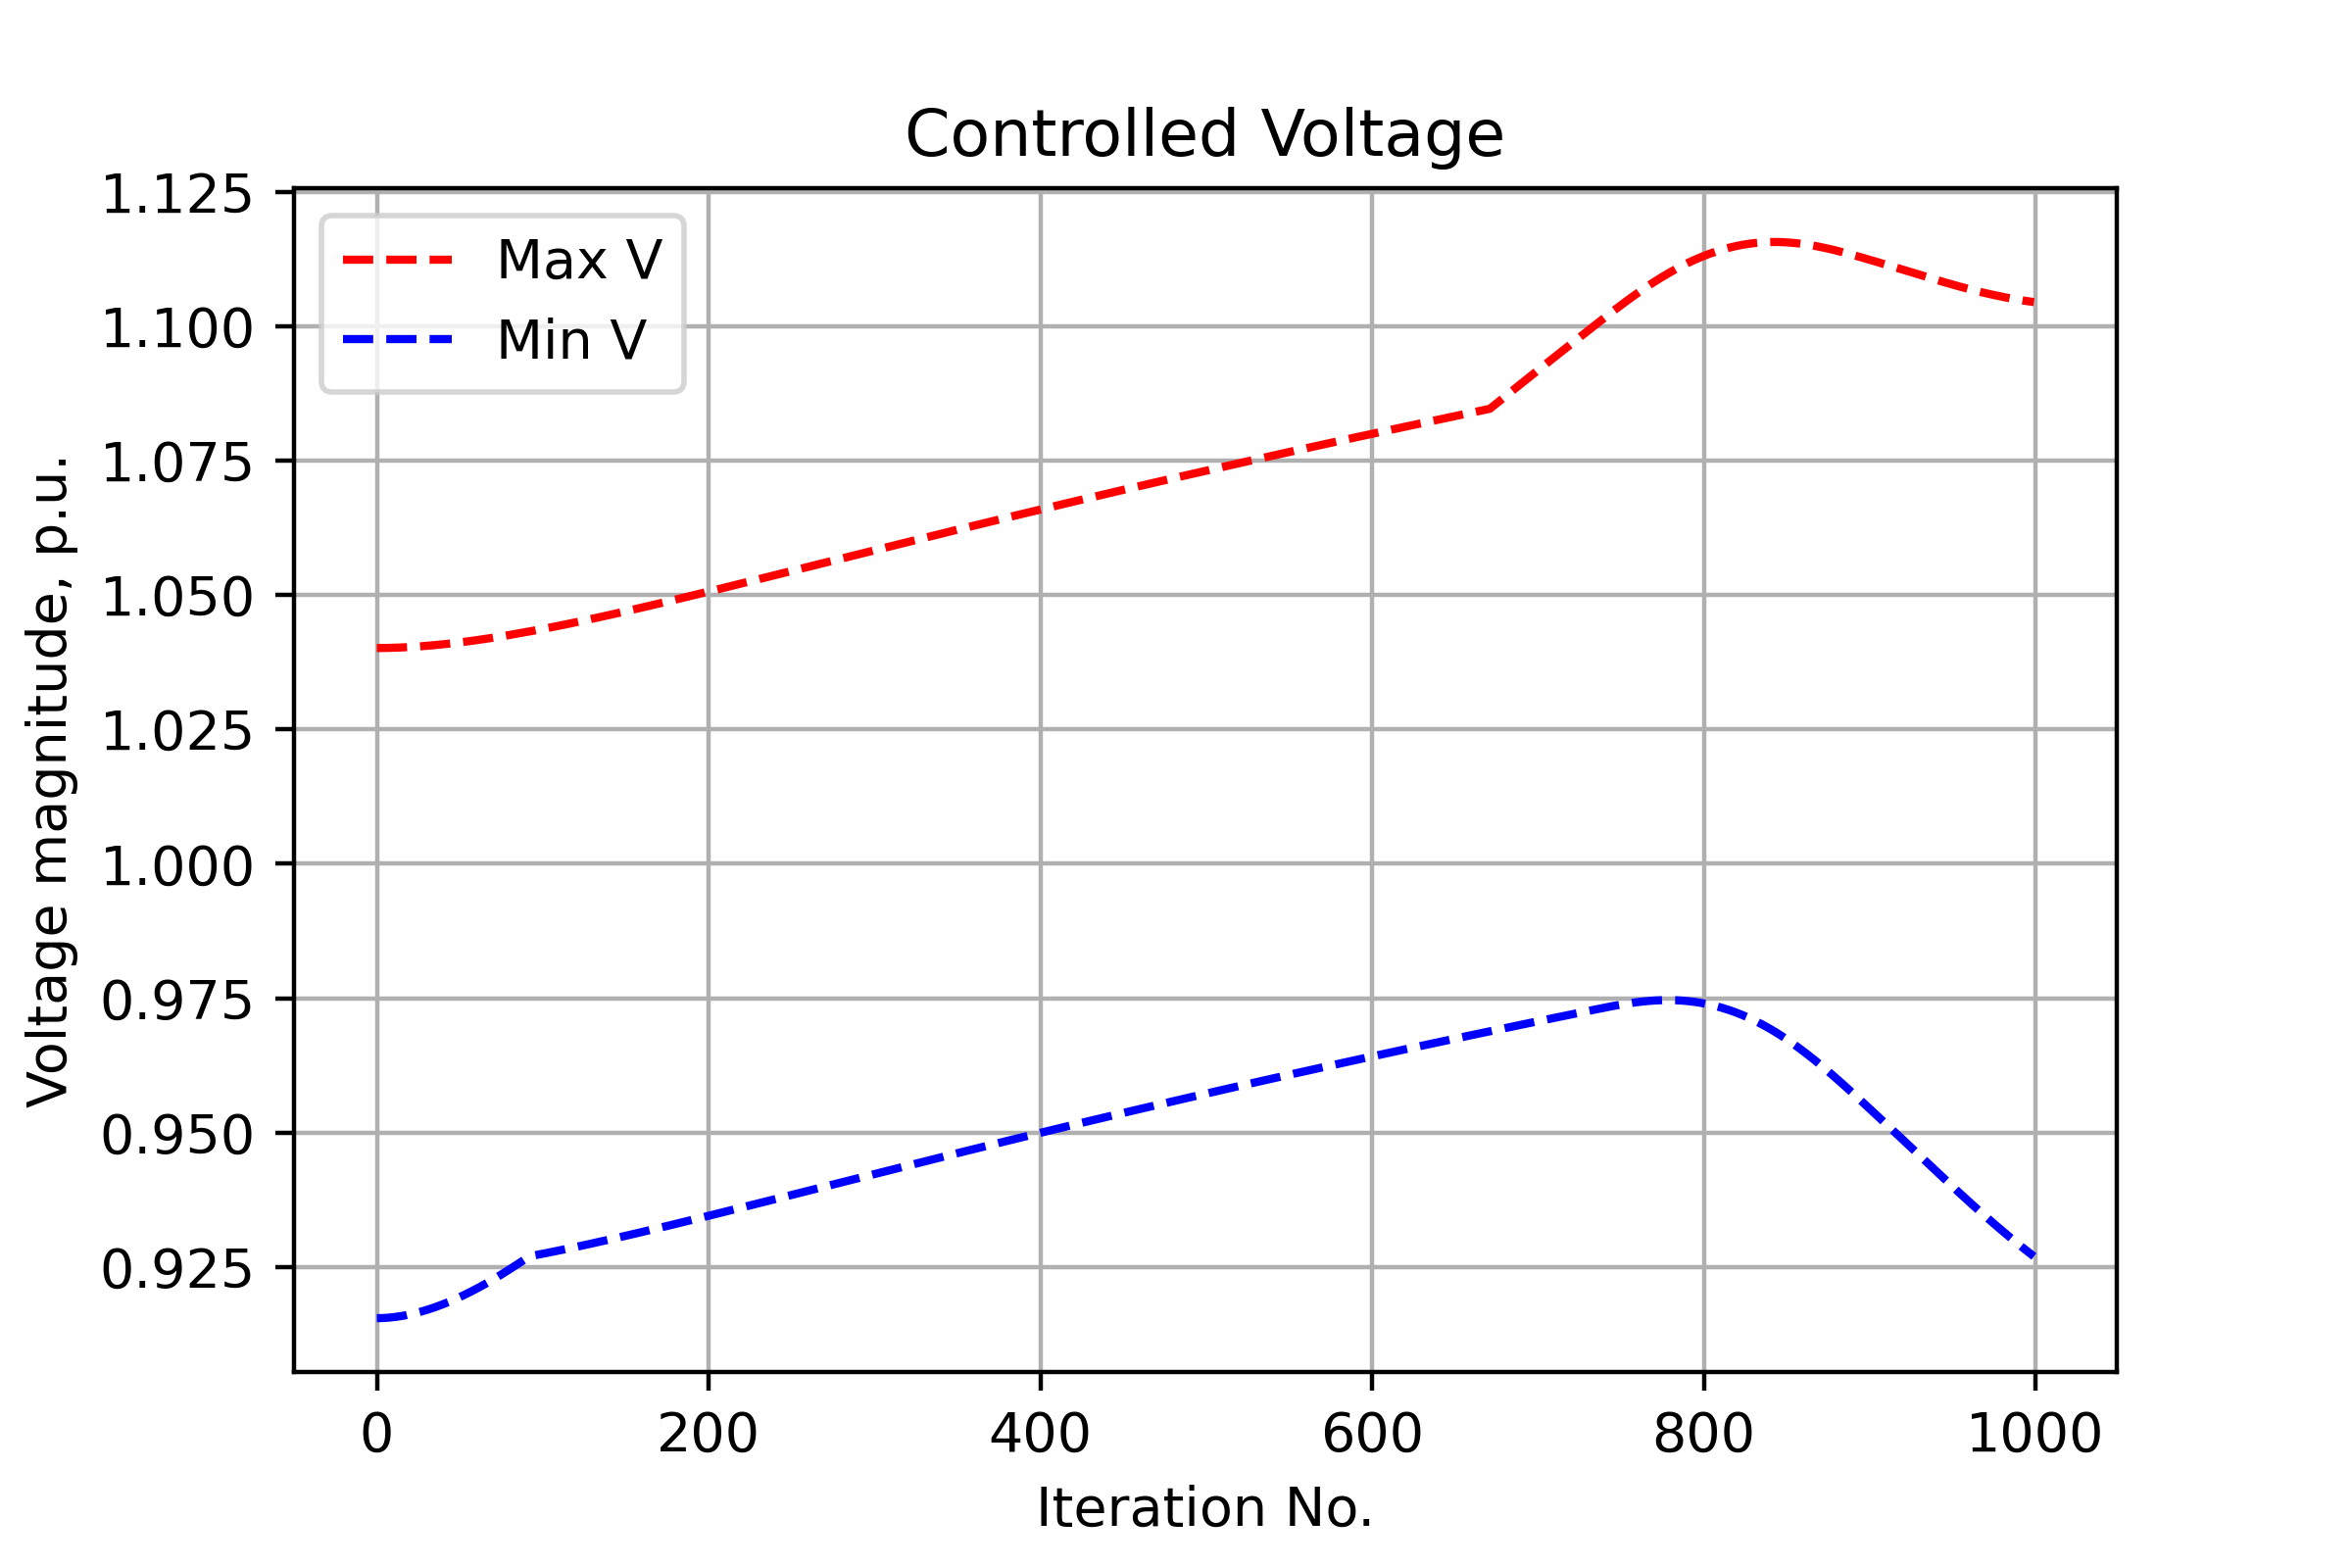 Controlled Voltage
1.125
1.100
1.075
1.050
1.025
1.000
0.975
0.950
0.925
Voltage magnitude, p.u.
Max V
Min V
0 200 400 600 800 1000
Iteration No.